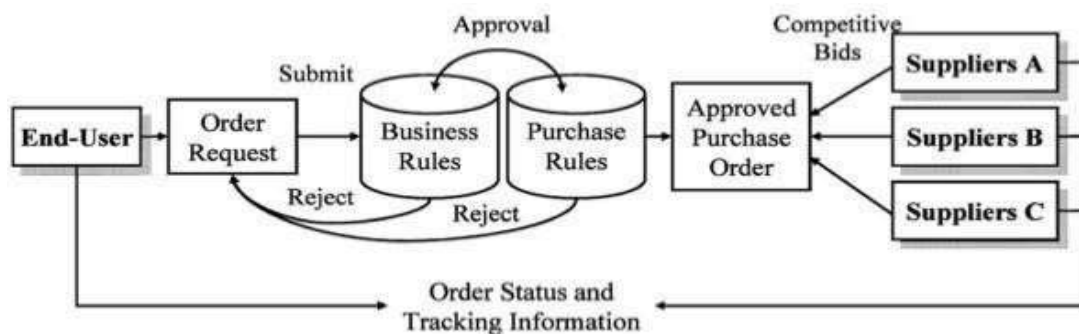 Approval
Competitive
Bids
Submit
Suppliers A
End-User
Order
Request
Business
Rules
Purchase
Rules
Approved
Purchase
Order
Suppliers B
Reject
Reject
Suppliers C
Order Status and
Tracking Information